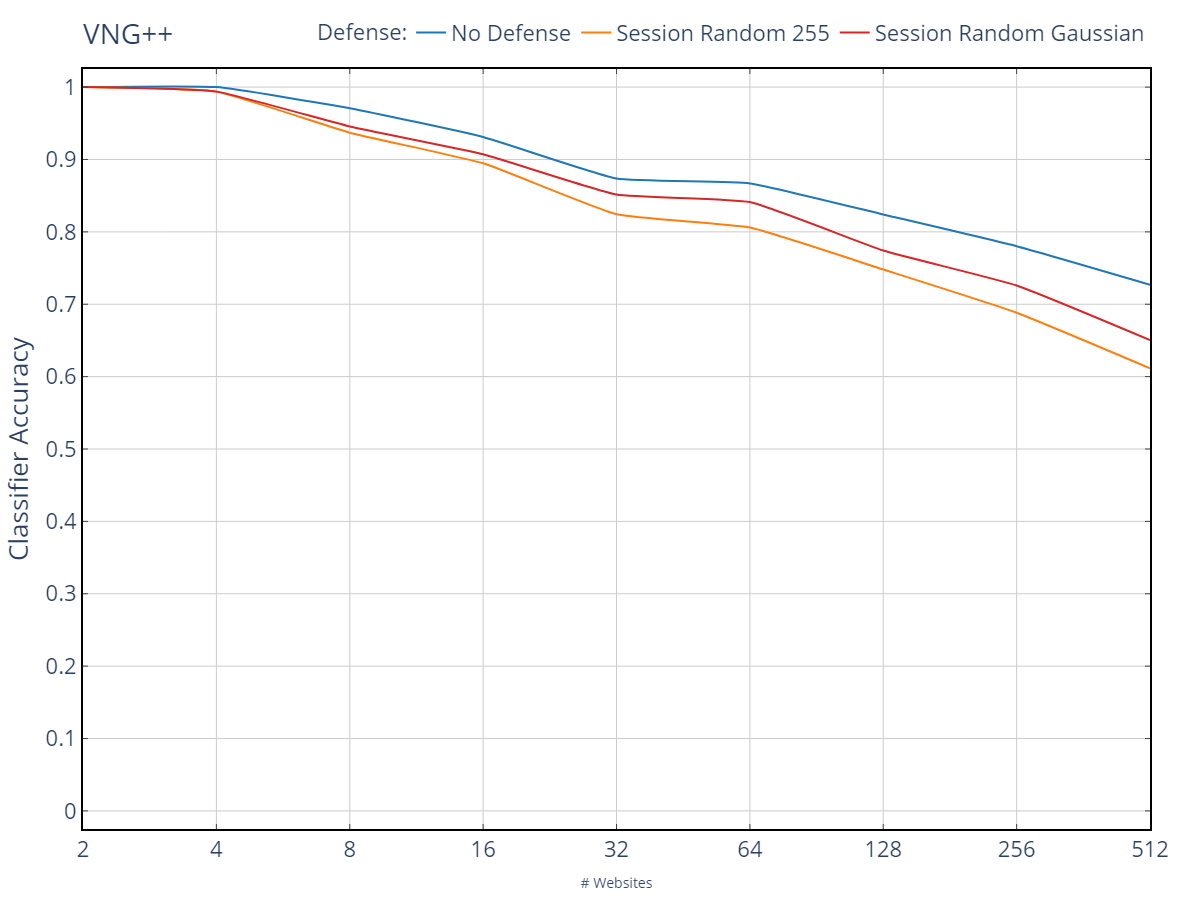 VNG++
Defense: No Defense Session Random 255 Session Random Gaussian
Classifier Accuracy
1
0.9
0.8
0.7
0.6
0.5
0.4
0.3
0.2
0.1
0
2 4 8 16 32 64 128 256 512
# Websites